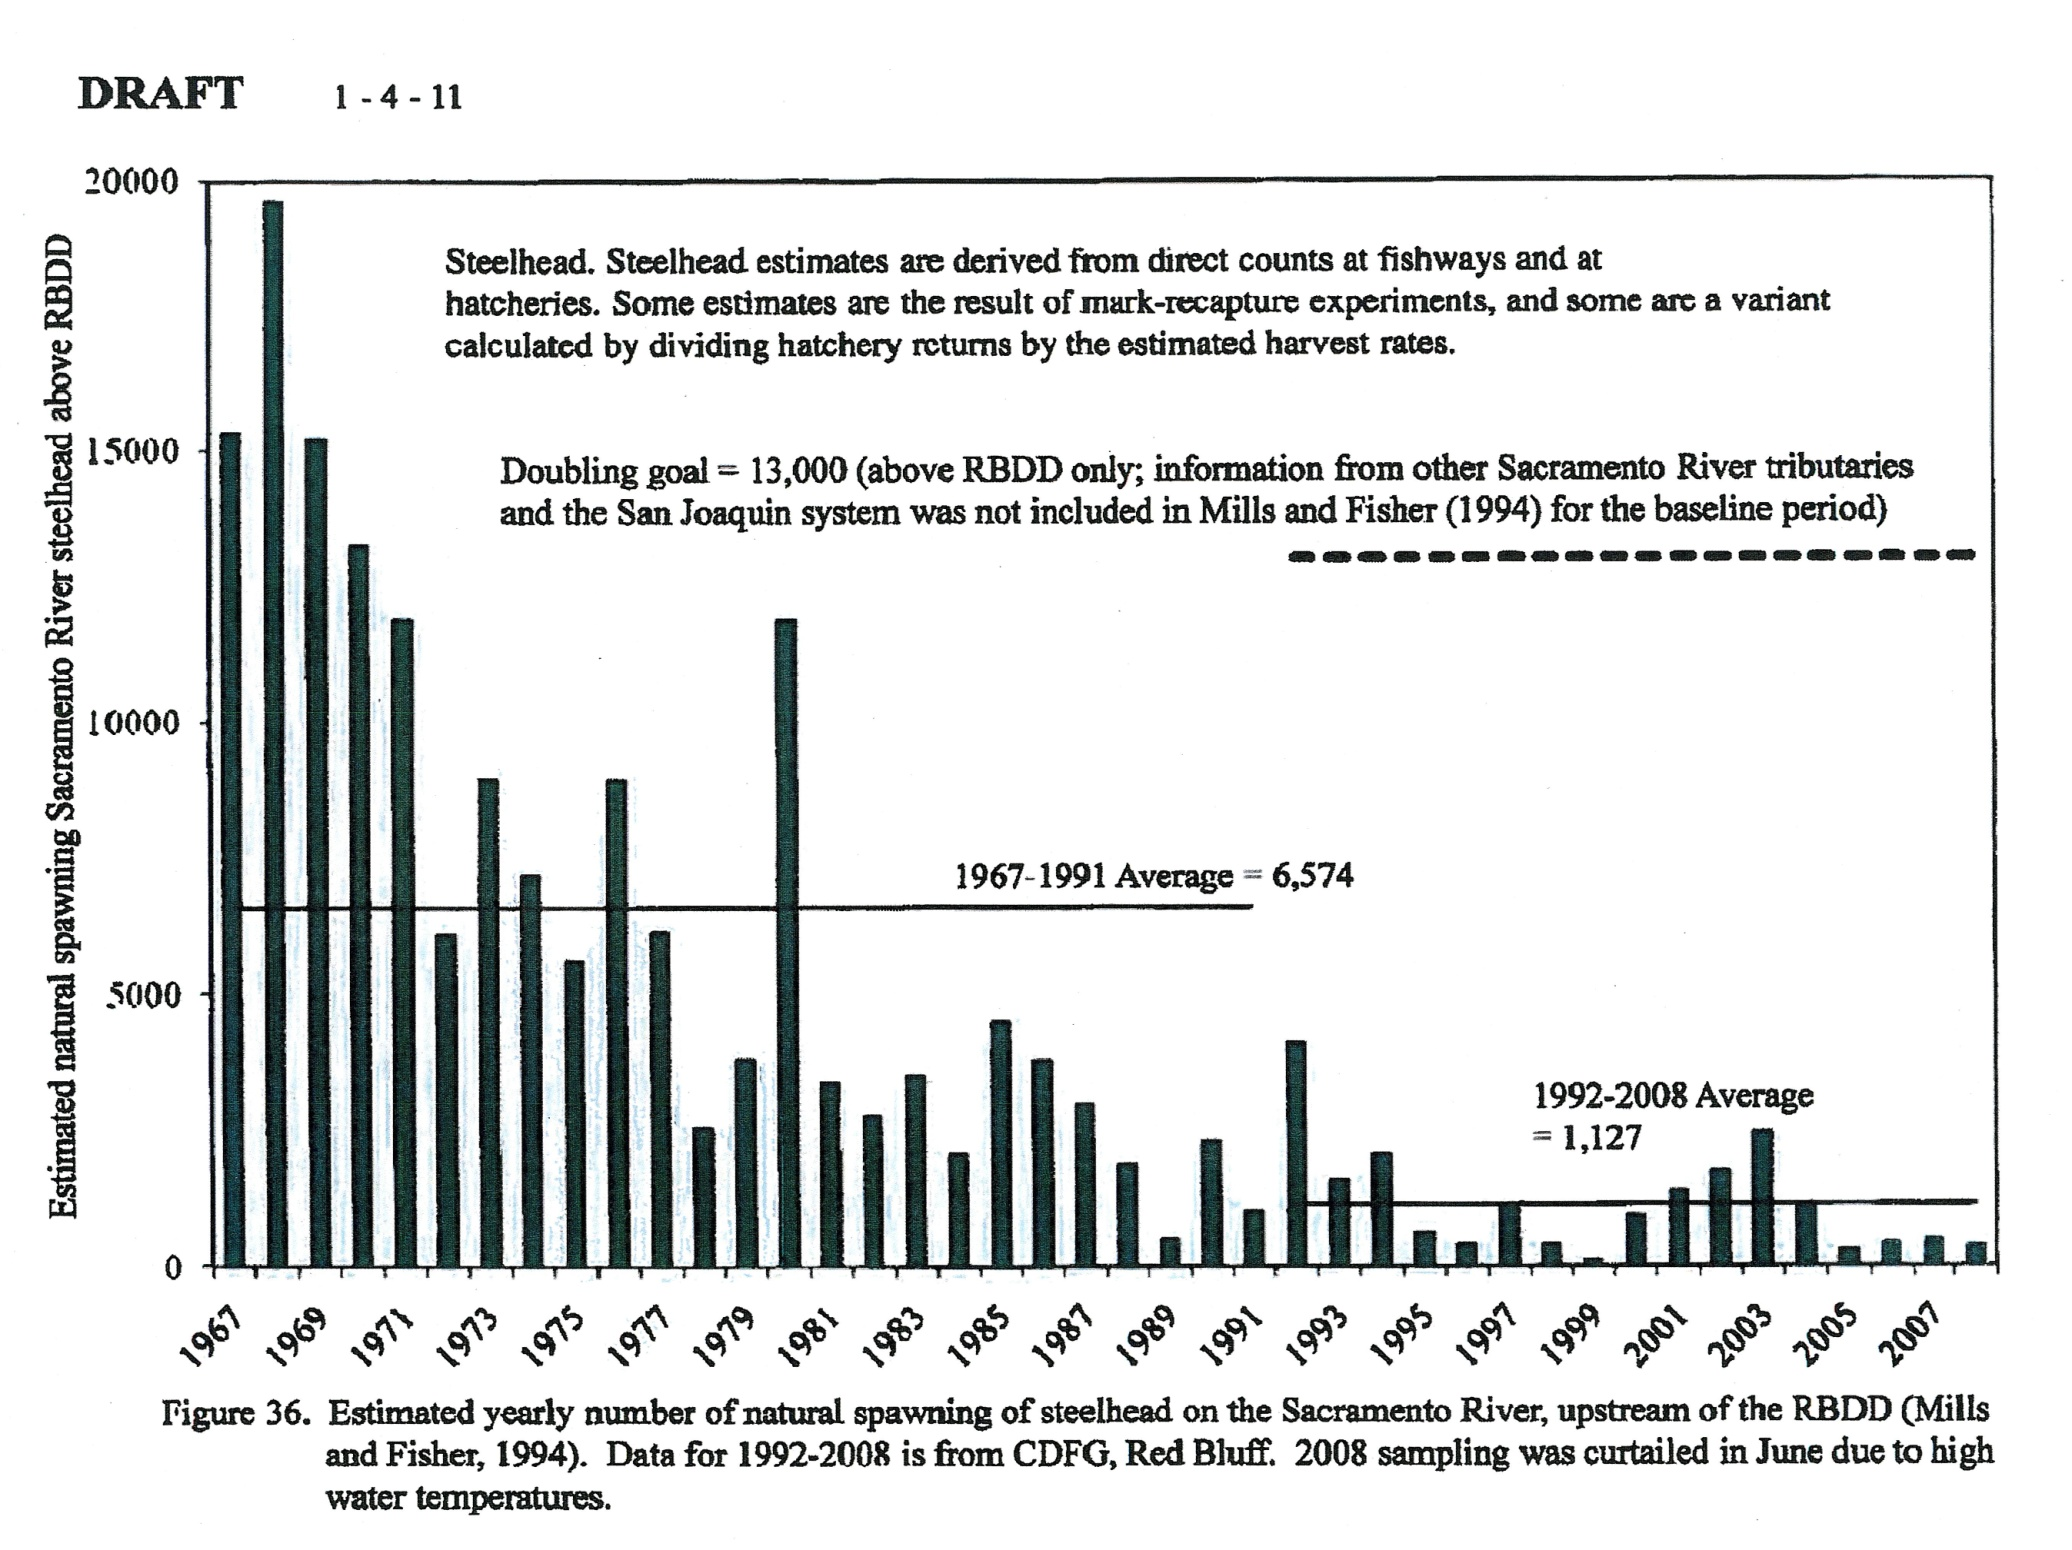 DRAFT 1 - 4 - 11
20000
15000
10000
5000
0
Estimated natural spawning Sacramento River steelhead above RBDD
Steelhead. Steelhead estimates are derived from direct counts at fishways and at
hatcheries. Some estimates are the result of mark-recapture experiments, and some are a variant
calculated by dividing hatchery returns by the estimated harvest rates.
Doubling goal = 13,000 (above RBDD only; information from other Sacramento River tributaries
and the San Joaquin system was not included in Mills and Fisher (1994) for the baseline period)
1967-1991 Average = 6,574
1992-2008 Average
= 1,127
1967 1969 1971 1973 1975 1977 1979 1981 1983 1985 1987 1989 1991 1993 1995 1997 1999 2001 2003 2005 2007
Figure 36. Estimated yearly number of natural spawning of steelhead on the Sacramento River, upstream of the RBDD (Mills
and Fisher, 1994). Data for 1992-2008 is from CDFG, Red Bluff. 2008 sampling was curtailed in June due to high
water temperatures.